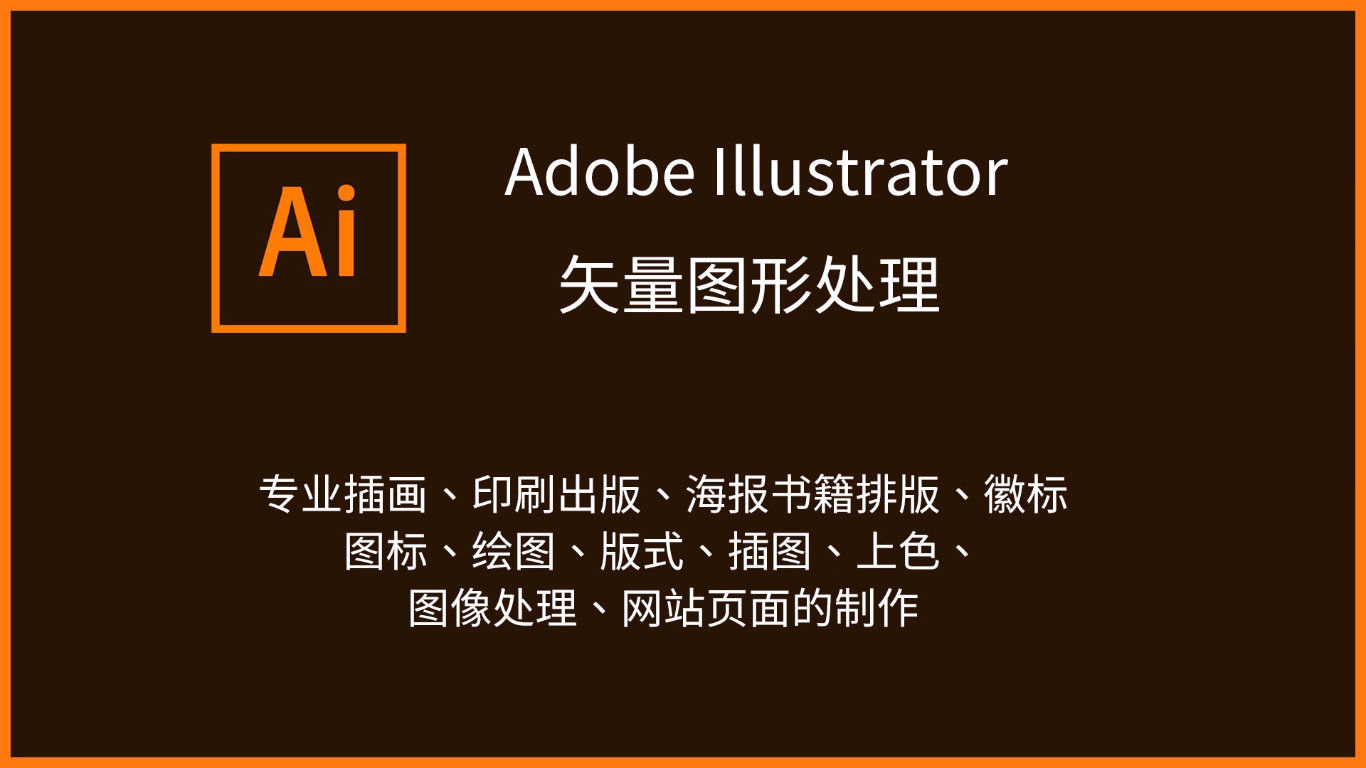 Ai
Adobe Illustrator
矢量图形处理
专业插画、印刷出版、海报书籍排版、徽标
图标、绘图、版式、插图、上色、
图像处理、网站页面的制作